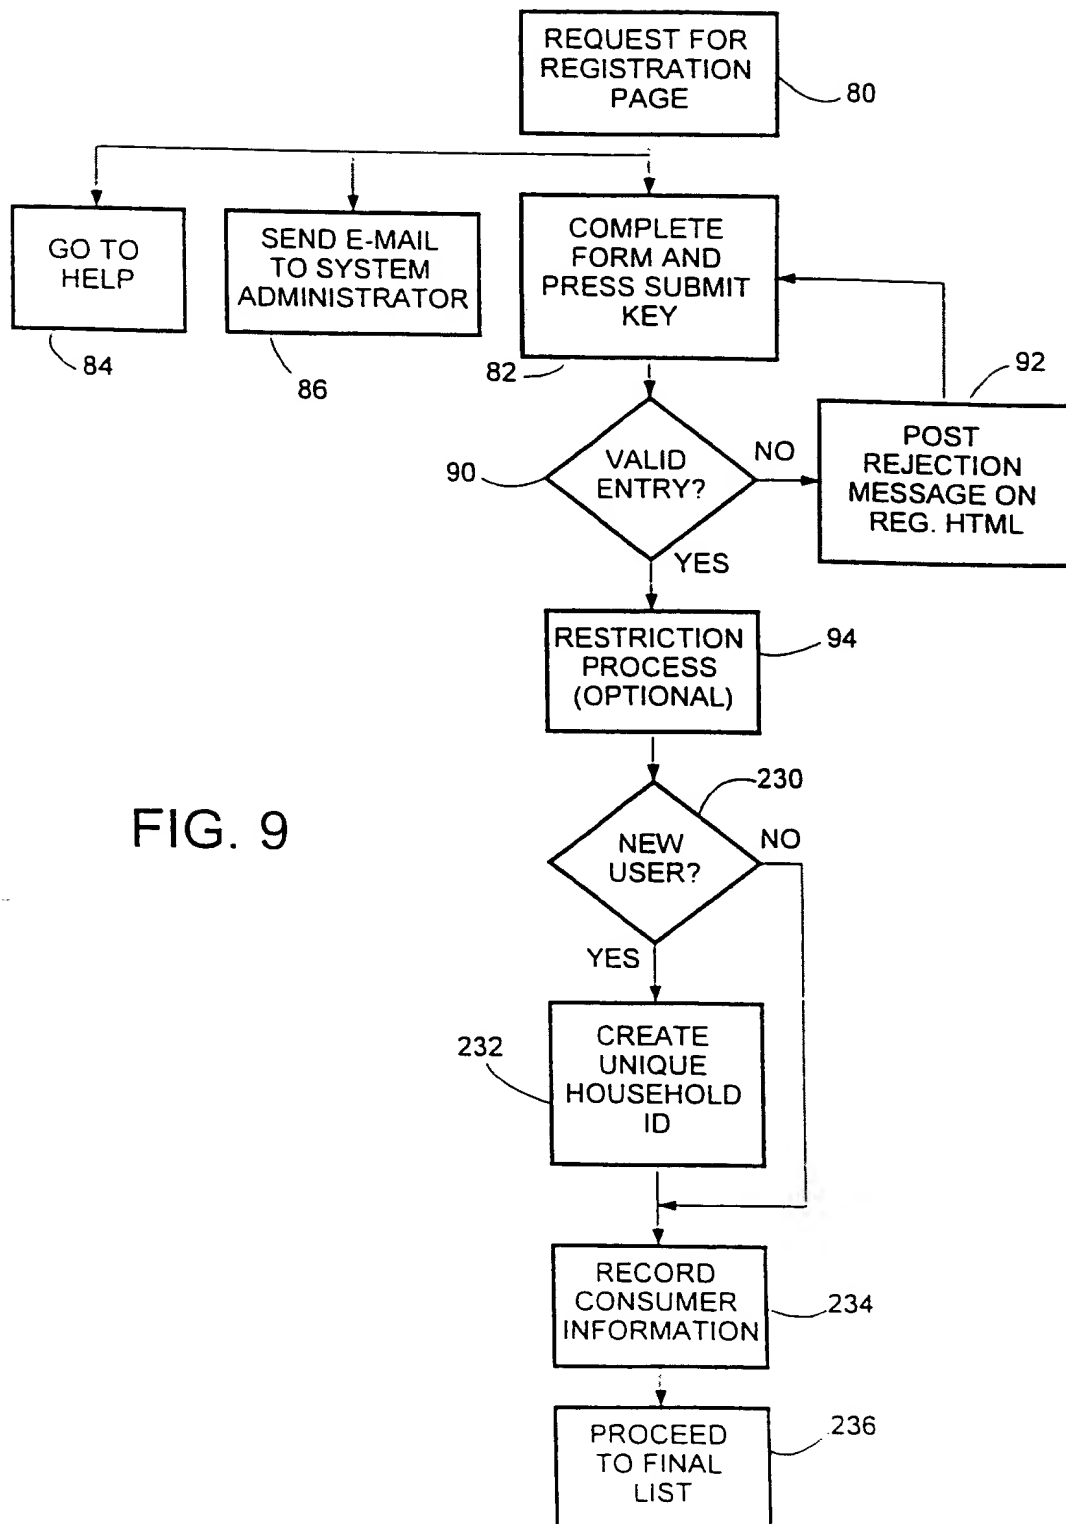 REQUEST FOR
REGISTRATION
PAGE
80
GO TO
HELP
84
SEND E-MAIL
TO SYSTEM
ADMINISTRATOR
86
COMPLETE
FORM AND
PRESS SUBMIT
KEY
82
92
POST
REJECTION
MESSAGE ON
REG. HTML
90
VALID
ENTRY?
NO
YES
RESTRICTION
PROCESS
(OPTIONAL)
94
230
NEW
USER?
NO
YES
FIG. 9
232
CREATE
UNIQUE
HOUSEHOLD
ID
RECORD
CONSUMER
INFORMATION
234
PROCEED
TO FINAL
LIST
236